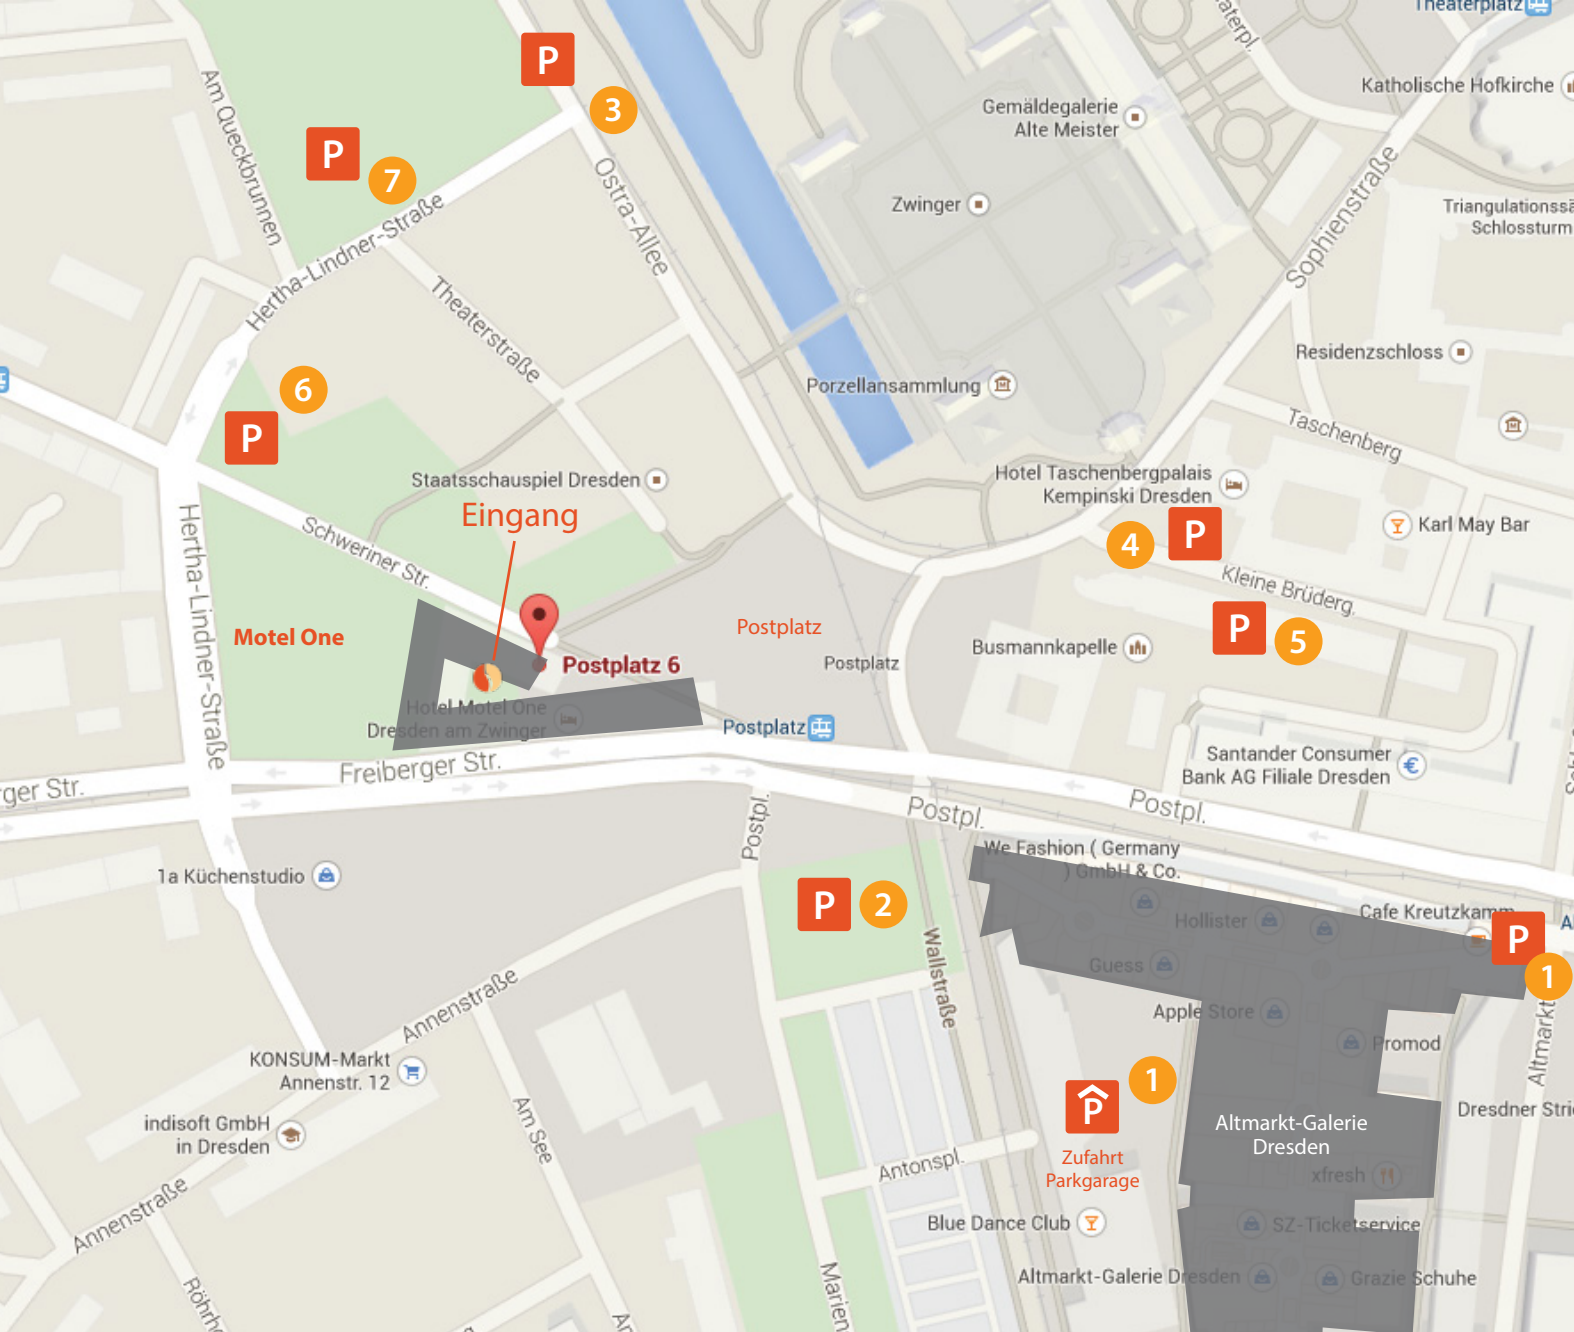 Theaterplatz
aterpl.
Katholische Hofkirche
P
3
Am Queckbrunnen
Gemäldegalerie
Alte Meister
P
7
Ostra-Allee
Zwinger
Sophienstraße
Triangulationssä
Schlossturm
Hertha-Lindner-Straße
Theaterstraße
Residenzschloss
6
Porzellansammlung
P
Taschenberg
Staatsschauspiel Dresden
Hotel Taschenbergpalais
Kempinski Dresden
Eingang
Karl May Bar
4
P
Schweriner Str.
Kleine Brüderg.
Hertha-Lindner-Straße
Motel One
Postplatz
P
5
Busmannkapelle
Postplatz 6
Postplatz
Hotel Motel One
Dresden am Zwinger
Postplatz
Freiberger Str.
Santander Consumer
Bank AG Filiale Dresden
rger Str.
Postpl.
Postpl.
Postpl.
We Fashion ( Germany
) GmbH & Co.
1a Küchenstudio
P
2
Hollister
Cafe Kreutzkamm
P
1
Guess
Wallstraße
Apple Store
Annenstraße
Promod
Altmarkt
KONSUM-Markt
Annenstr. 12
P
1
Am See
indisoft GmbH
in Dresden
Altmarkt-Galerie
Dresden
Dresdner Stri
Zufahrt
Parkgarage
Antonspl.
xfresh
Annenstraße
Blue Dance Club
SZ-Ticketservice
Altmarkt-Galerie Dresden
Grazie Schuhe
Marien
Röhrh